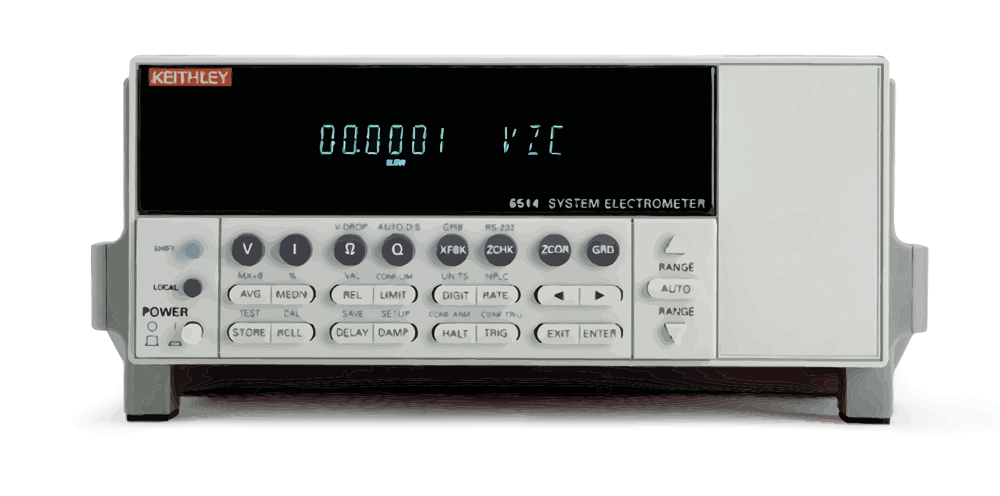 KEITHLEY
00.0001 VZC
SLOW
6514 SYSTEM ELECTROMETER
V DROP AUTO DIS GRD RS 232
V I Ω Q XFBK ZCHK ZCOR GRD
SHIFT
RANGE
MX+B % VAL CONF LIM UNITS NPLC
LOCAL AVG MEDN REL LIMIT DIGIT RATE ◀ ▶ AUTO
POWER TEST CAL SAVE SETUP CONF ARM CONF TRIG RANGE
STORE RCLL DELAY DAMP HALT TRIG EXIT ENTER